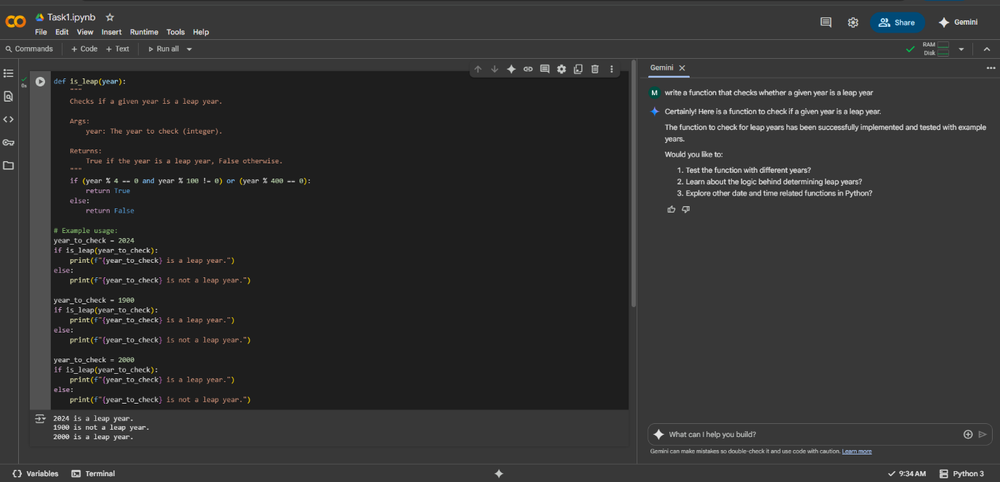 Task1.ipynb
File Edit View Insert Runtime Tools Help
Share
Gemini
Commands + Code + Text Run all
RAM
Disk
0s
def is_leap(year):
    """
    Checks if a given year is a leap year.

    Args:
        year: The year to check (integer).

    Returns:
        True if the year is a leap year, False otherwise.
    """
    if (year % 4 == 0 and year % 100 != 0) or (year % 400 == 0):
        return True
    else:
        return False

# Example usage:
year_to_check = 2024
if is_leap(year_to_check):
    print(f"{year_to_check} is a leap year.")
else:
    print(f"{year_to_check} is not a leap year.")

year_to_check = 1900
if is_leap(year_to_check):
    print(f"{year_to_check} is a leap year.")
else:
    print(f"{year_to_check} is not a leap year.")

year_to_check = 2000
if is_leap(year_to_check):
    print(f"{year_to_check} is a leap year.")
else:
    print(f"{year_to_check} is not a leap year.")
2024 is a leap year.
1900 is not a leap year.
2000 is a leap year.
Gemini
M write a function that checks whether a given year is a leap year
Certainly! Here is a function to check if a given year is a leap year.
The function to check for leap years has been successfully implemented and tested with example
years.
Would you like to:
1. Test the function with different years?
2. Learn about the logic behind determining leap years?
3. Explore other date and time related functions in Python?
What can I help you build?
Gemini can make mistakes so double-check it and use code with caution. Learn more
Variables Terminal
9:34 AM Python 3